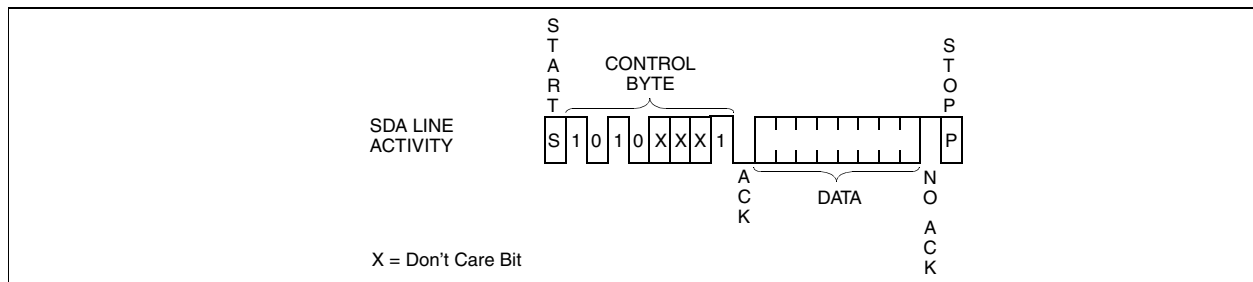 START
STOP
CONTROL
BYTE
SDA LINE
ACTIVITY
S 1 0 1 0 X X X 1 P
ACK
DATA
NO ACK
X = Don't Care Bit